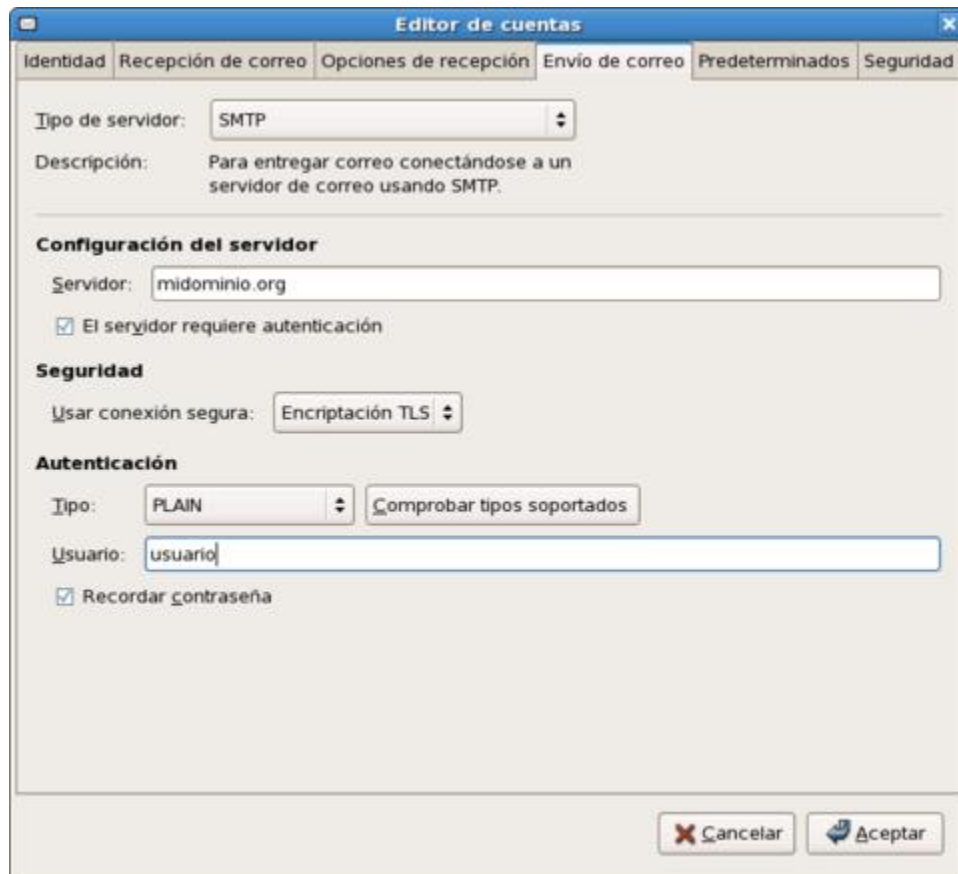 Editor de cuentas
Identidad Recepción de correo Opciones de recepción Envío de correo Predeterminados Seguridad
Tipo de servidor: SMTP
Descripción: Para entregar correo conectándose a un
servidor de correo usando SMTP.
Configuración del servidor
Servidor: midominio.org
El servidor requiere autenticación
Seguridad
Usar conexión segura: Encriptación TLS
Autenticación
Tipo: PLAIN Comprobar tipos soportados
Usuario: usuario
Recordar contraseña
Cancelar Aceptar